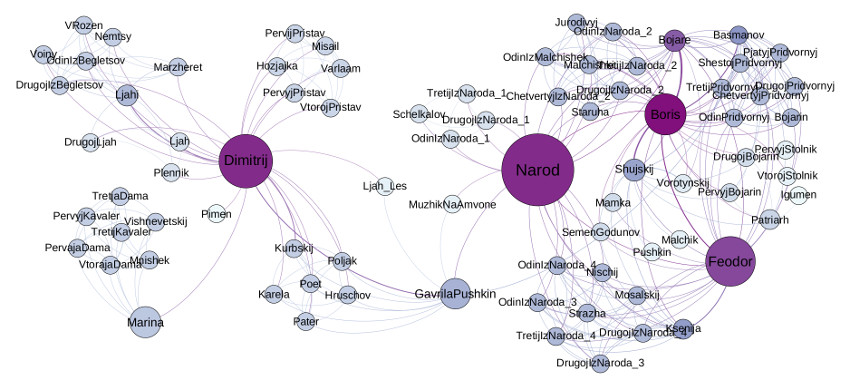 VRozen
Nemtsy
Voiny
OdinIzBegletsov
Marzheret
DrugojIzBegletsov
Ljahi
PervijPristav
Misail
Hozjajka
Varlaam
PervyjPristav
VtorojPristav
DrugojLjah
Ljah
Dimitrij
Plennik
Ljah_Les
Pimen
MuzhikNaAmvone
TretjaDama
PervyjKavaler
Vishnevetskij
TretijKavaler
PervajaDama
VtorajaDama
Mnishek
Marina
Kurbskij
Poljak
Poet
Karela
Hruschov
Pater
GavrilaPushkin
Jurodivyj
OdinIzNaroda_2
Bojare
Basmanov
OdinIzMalchishek
TretijIzNaroda_2
PjatyjPridvornyj
ShestojPridvornyj
TretijIzNaroda_1
ChetvertyjIzNaroda_2
DrugojIzNaroda_2
TretijPridvornyj
DrugojPridvornyj
ChetvertyjPridvornyj
Schelkalov
DrugojIzNaroda_1
Staruha
Boris
OdinPridvornyj
Bojarin
OdinIzNaroda_1
Narod
Shujskij
DrugojBojarin
PervyjStolnik
Vorotynskij
VtorojStolnik
PervyjBojarin
Igumen
Mamka
Patriarh
SemenGodunov
Malchik
Pushkin
Feodor
OdinIzNaroda_4
Nischij
OdinIzNaroda_3
Mosalskij
Strazha
TretijIzNaroda_4
DrugojIzNaroda_4
Ksenija
DrugojIzNaroda_3